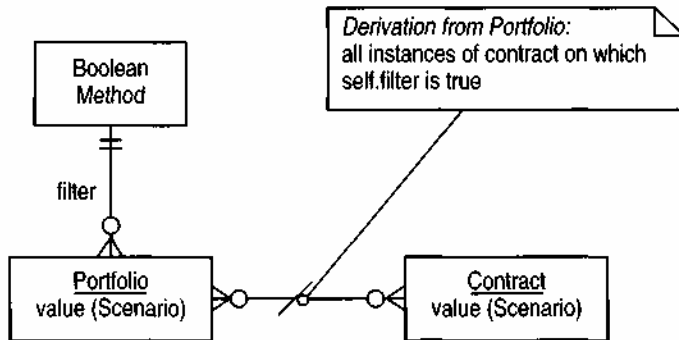 Derivation from Portfolio:
all instances of contract on which
self.filter is true
Boolean
Method
filter
Portfolio
value (Scenario)
Contract
value (Scenario)